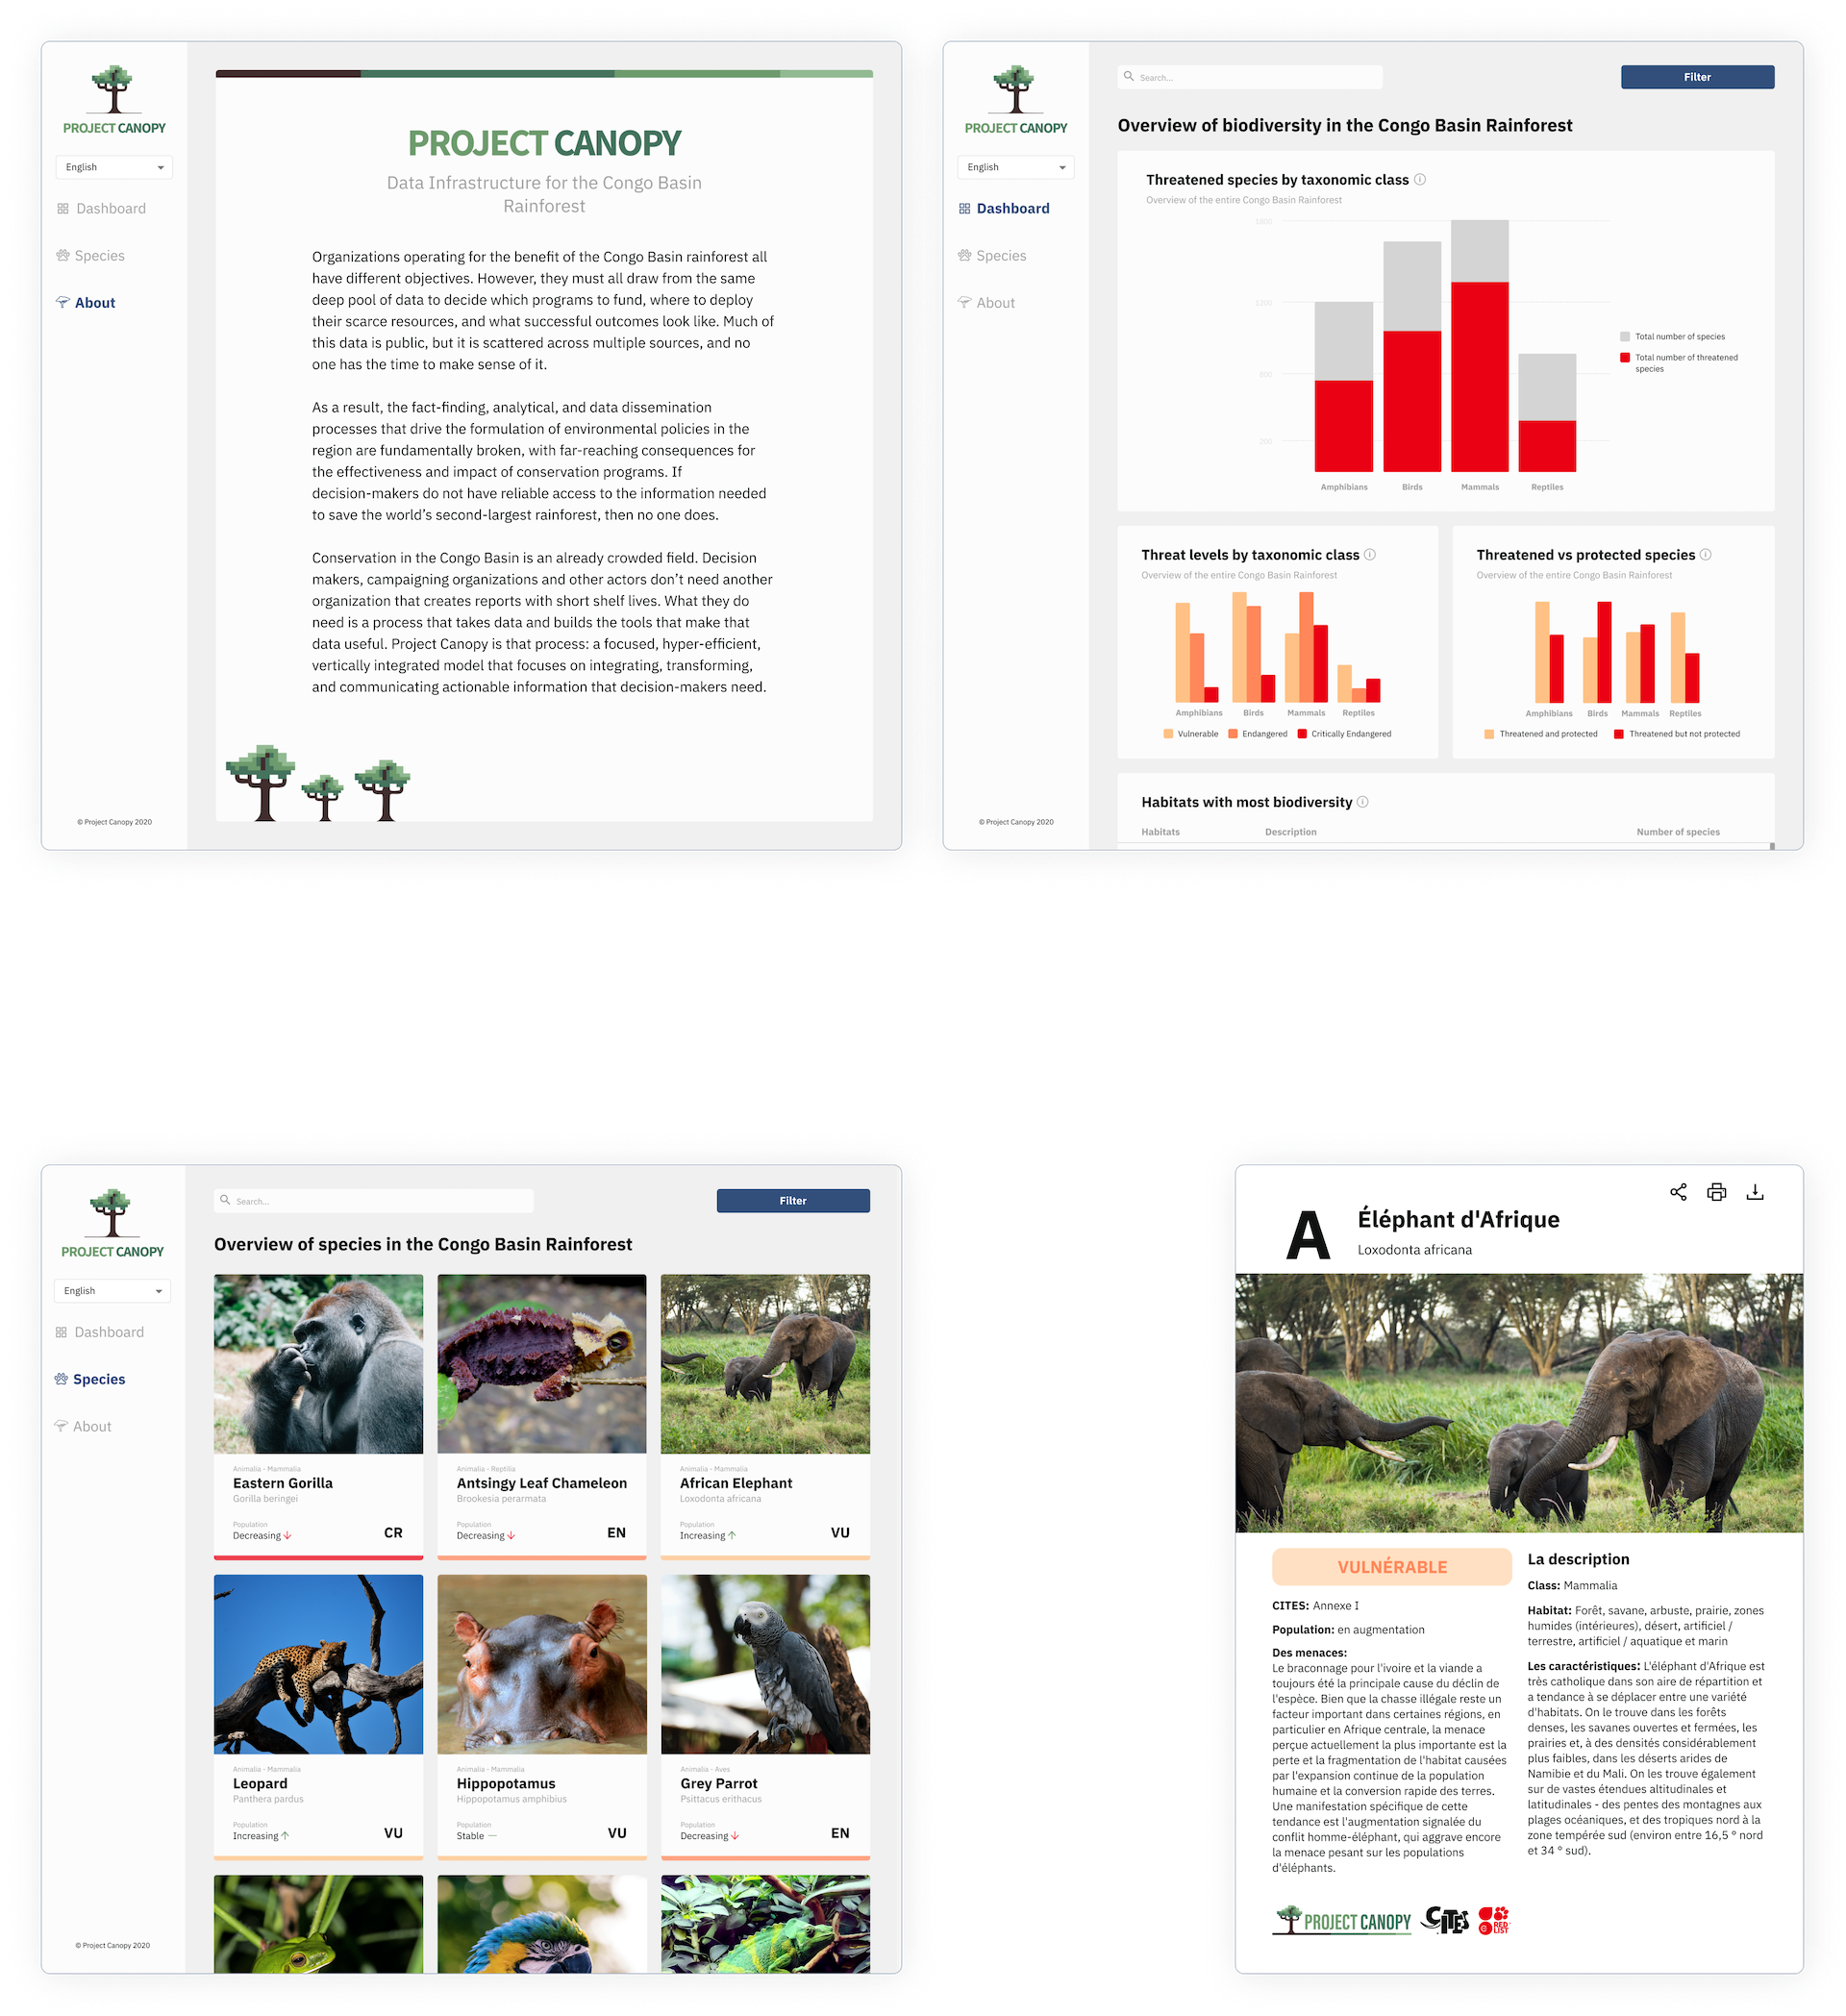 PROJECT CANOPY
English
Dashboard
Species
About
© Project Canopy 2020
PROJECT CANOPY
Data Infrastructure for the Congo Basin
Rainforest
Organizations operating for the benefit of the Congo Basin rainforest all
have different objectives. However, they must all draw from the same
deep pool of data to decide which programs to fund, where to deploy
their scarce resources, and what successful outcomes look like. Much of
this data is public, but it is scattered across multiple sources, and no
one has the time to make sense of it.
As a result, the fact-finding, analytical, and data dissemination
processes that drive the formulation of environmental policies in the
region are fundamentally broken, with far-reaching consequences for
the effectiveness and impact of conservation programs. If
decision-makers do not have reliable access to the information needed
to save the world's second-largest rainforest, then no one does.
Conservation in the Congo Basin is an already crowded field. Decision
makers, campaigning organizations and other actors don't need another
organization that creates reports with short shelf lives. What they do
need is a process that takes data and builds the tools that make that
data useful. Project Canopy is that process: a focused, hyper-efficient,
vertically integrated model that focuses on integrating, transforming,
and communicating actionable information that decision-makers need.
PROJECT CANOPY
English
Dashboard
Species
About
© Project Canopy 2020
Search...
Filter
Overview of biodiversity in the Congo Basin Rainforest
Threatened species by taxonomic class
Overview of the entire Congo Basin Rainforest
1800
1200
800
200
Amphibians Birds Mammals Reptiles
Total number of species
Total number of threatened
species
Threat levels by taxonomic class
Overview of the entire Congo Basin Rainforest
Amphibians Birds Mammals Reptiles
Vulnerable Endangered Critically Endangered
Threatened vs protected species
Overview of the entire Congo Basin Rainforest
Amphibians Birds Mammals Reptiles
Threatened and protected Threatened but not protected
Habitats with most biodiversity
Habitats Description Number of species
PROJECT CANOPY
English
Dashboard
Species
About
© Project Canopy 2020
Search...
Filter
Overview of species in the Congo Basin Rainforest
Animalia - Mammalia
Eastern Gorilla
Gorilla beringei
Population
Decreasing
CR
Animalia - Reptilia
Antsingy Leaf Chameleon
Brookesia perarmata
Population
Decreasing
EN
Animalia - Mammalia
African Elephant
Loxodonta africana
Population
Increasing
VU
Animalia - Mammalia
Leopard
Panthera pardus
Population
Increasing
VU
Animalia - Mammalia
Hippopotamus
Hippopotamus amphibius
Population
Stable
VU
Animalia - Aves
Grey Parrot
Psittacus erithacus
Population
Decreasing
EN
A
Éléphant d'Afrique
Loxodonta africana
VULNÉRABLE
CITES: Annexe I
Population: en augmentation
Des menaces:
Le braconnage pour l'ivoire et la viande a
toujours été la principale cause du déclin de
l'espèce. Bien que la chasse illégale reste un
facteur important dans certaines régions, en
particulier en Afrique centrale, la menace
perçue actuellement la plus importante est la
perte et la fragmentation de l'habitat causées
par l'expansion continue de la population
humaine et la conversion rapide des terres.
Une manifestation spécifique de cette
tendance est l'augmentation signalée du
conflit homme-éléphant, qui aggrave encore
la menace pesant sur les populations
d'éléphants.
La description
Class: Mammalia
Habitat: Forêt, savane, arbuste, prairie, zones
humides (intérieures), désert, artificiel /
terrestre, artificiel / aquatique et marin
Les caractéristiques: L'éléphant d'Afrique est
très catholique dans son aire de répartition et
a tendance à se déplacer entre une variété
d'habitats. On le trouve dans les forêts
denses, les savanes ouvertes et fermées, les
prairies et, à des densités considérablement
plus faibles, dans les déserts arides de
Namibie et du Mali. On les trouve également
sur de vastes étendues altitudinales et
latitudinales - des pentes des montagnes aux
plages océaniques, et des tropiques nord à la
zone tempérée sud (environ entre 16,5 ° nord
et 34 ° sud).
PROJECT CANOPY
CITES
RED
LIST